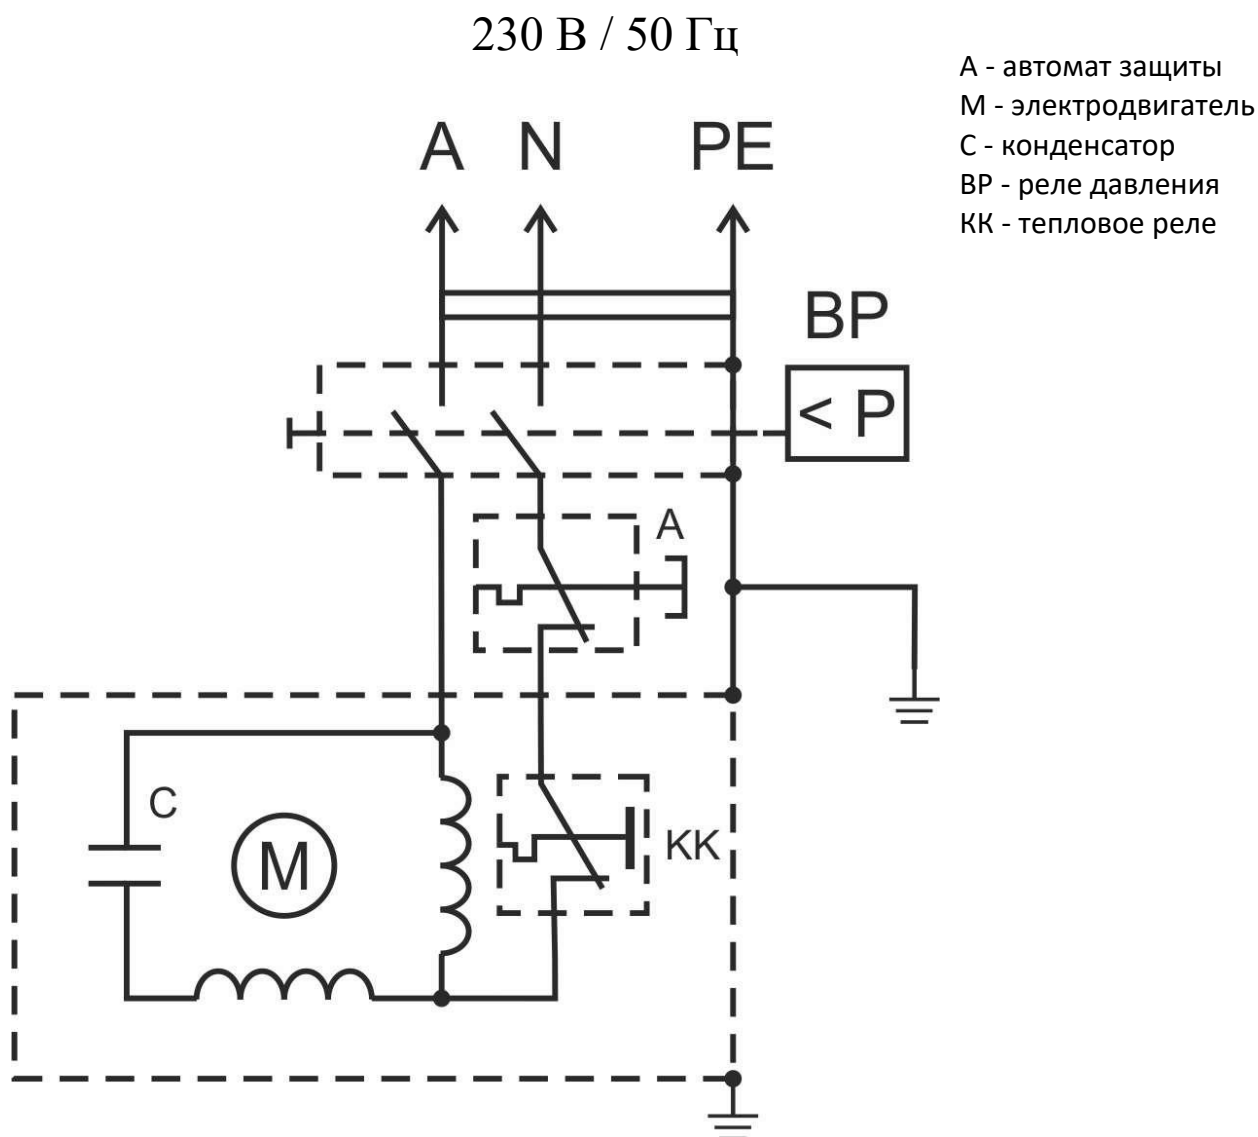 230 В / 50 Гц
А - автомат защиты
М - электродвигатель
С - конденсатор
ВР - реле давления
КК - тепловое реле
A N PE
BP
< P
A
C
M
KK